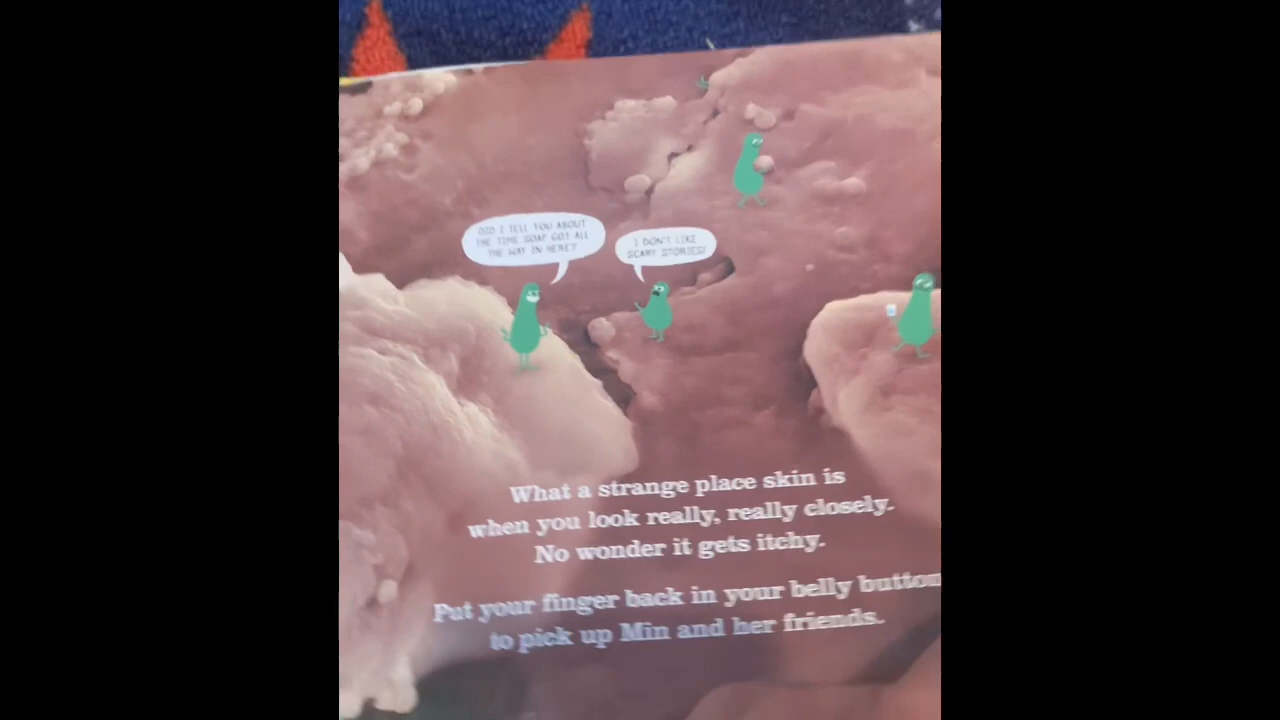 DID I TELL YOU ABOUT
THE TIME SOAP GOT ALL
THE WAY IN HERE?
I DON'T LIKE
SCARY STORIES!
What a strange place skin is
when you look really, really closely.
No wonder it gets itchy.
Put your finger back in your belly button
to pick up Min and her friends.